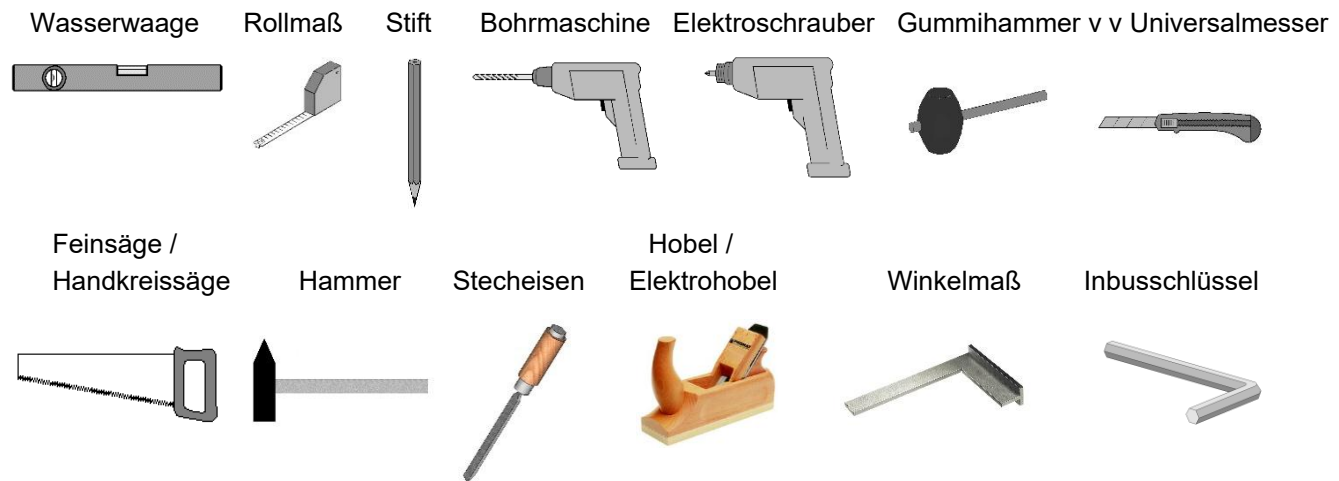 Wasserwaage Rollmaß Stift Bohrmaschine Elektroschrauber Gummihammer v v Universalmesser
Feinsäge / Hobel /
Handkreissäge Hammer Stecheisen Elektrohobel Winkelmaß Inbusschlüssel